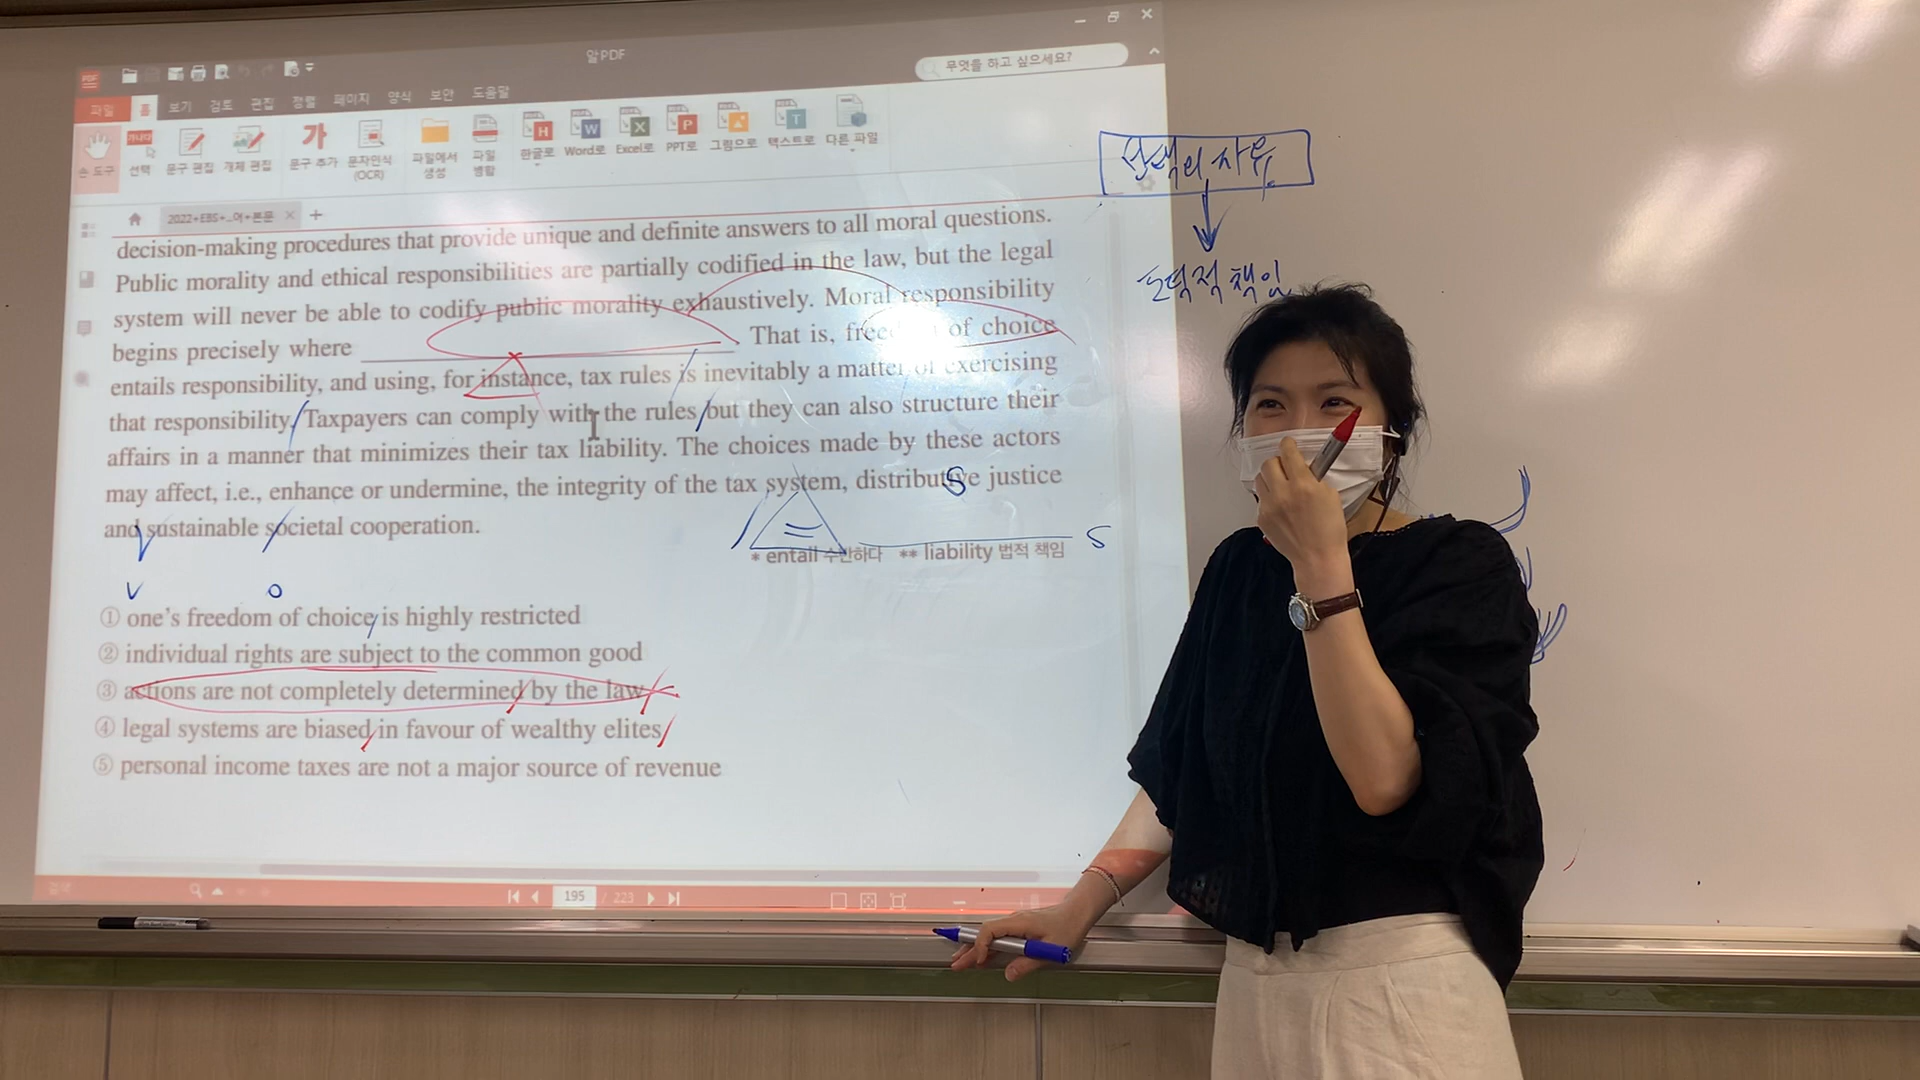 알PDF
무엇을 하고 싶으세요?
파일 홈 보기 검토 편집 정렬 페이지 양식 보안 도움말
손 도구 선택 문구 편집 개체 편집 문구 추가 문자인식 (OCR) 파일에서 생성 파일 병합 한글로 Word로 Excel로 PPT로 그림으로 텍스트로 다른 파일
2022+EBS+...어+본문
decision-making procedures that provide unique and definite answers to all moral questions.
Public morality and ethical responsibilities are partially codified in the law, but the legal
system will never be able to codify public morality exhaustively. Moral responsibility
begins precisely where ____________ That is, freedom of choice
entails responsibility, and using, for instance, tax rules is inevitably a matter of exercising
that responsibility. Taxpayers can comply with the rules but they can also structure their
affairs in a manner that minimizes their tax liability. The choices made by these actors
may affect, i.e., enhance or undermine, the integrity of the tax system, distributive justice
and sustainable societal cooperation.
* entail 수반하다 ** liability 법적 책임
① one's freedom of choice is highly restricted
② individual rights are subject to the common good
③ actions are not completely determined by the law
④ legal systems are biased in favour of wealthy elites
⑤ personal income taxes are not a major source of revenue
검색
195 / 223
선택의 자유
도덕적 책임
S
S
V
O